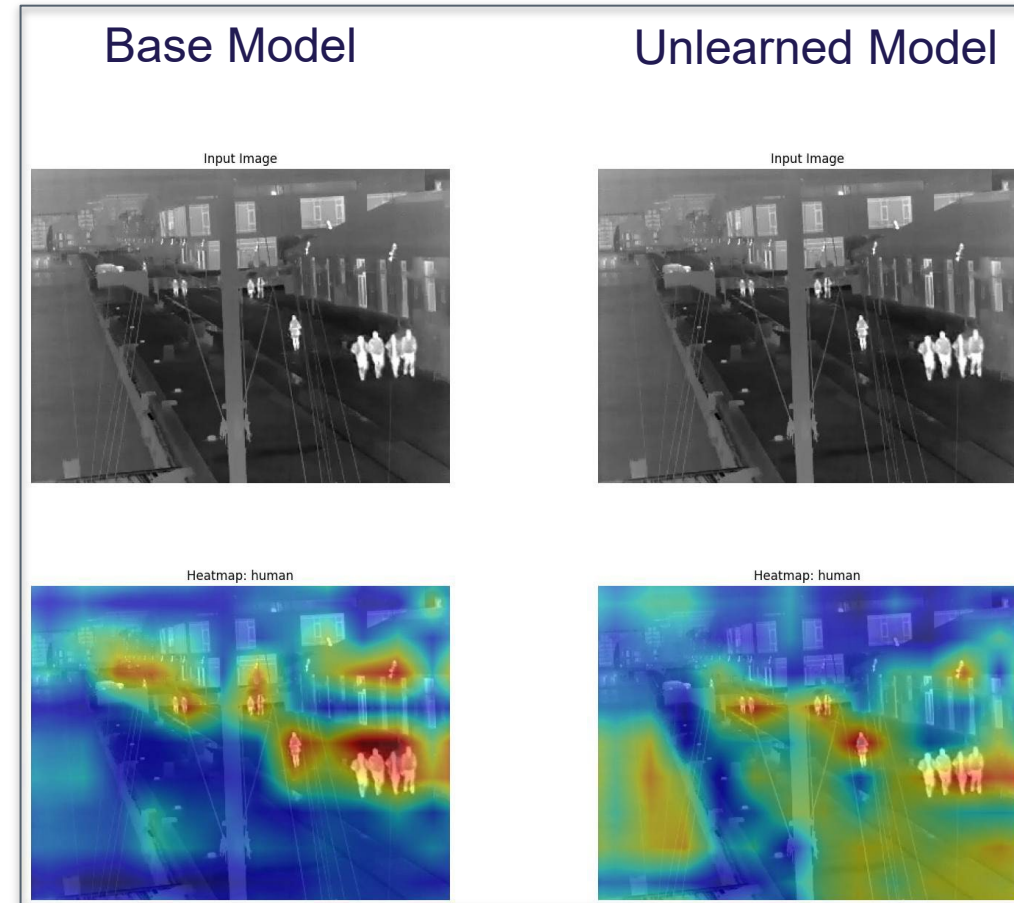 Base Model
Unlearned Model
Input Image
Input Image
Heatmap: human
Heatmap: human